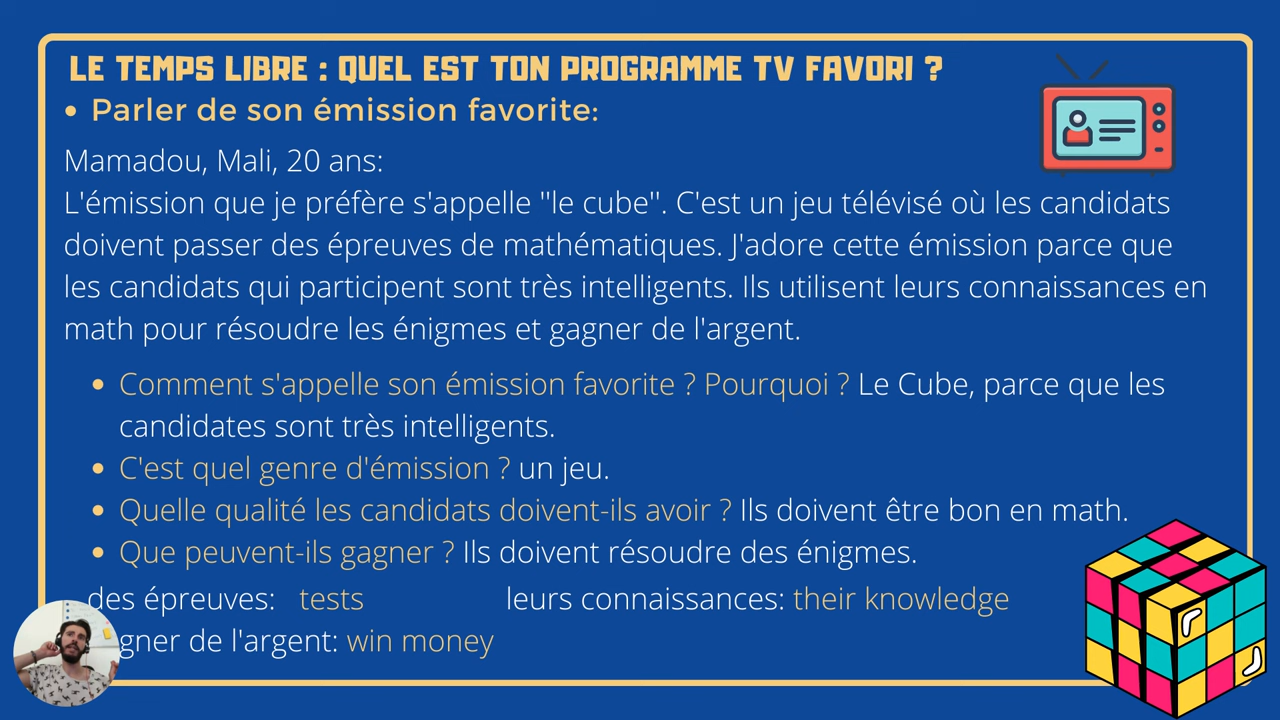 LE TEMPS LIBRE : QUEL EST TON PROGRAMME TV FAVORI ?
• Parler de son émission favorite:
Mamadou, Mali, 20 ans:
L'émission que je préfère s'appelle "le cube". C'est un jeu télévisé où les candidats
doivent passer des épreuves de mathématiques. J'adore cette émission parce que
les candidats qui participent sont très intelligents. Ils utilisent leurs connaissances en
math pour résoudre les énigmes et gagner de l'argent.
• Comment s'appelle son émission favorite ? Pourquoi ? Le Cube, parce que les
candidates sont très intelligents.
• C'est quel genre d'émission ? un jeu.
• Quelle qualité les candidats doivent-ils avoir ? Ils doivent être bon en math.
• Que peuvent-ils gagner ? Ils doivent résoudre des énigmes.
des épreuves: tests leurs connaissances: their knowledge
gner de l'argent: win money